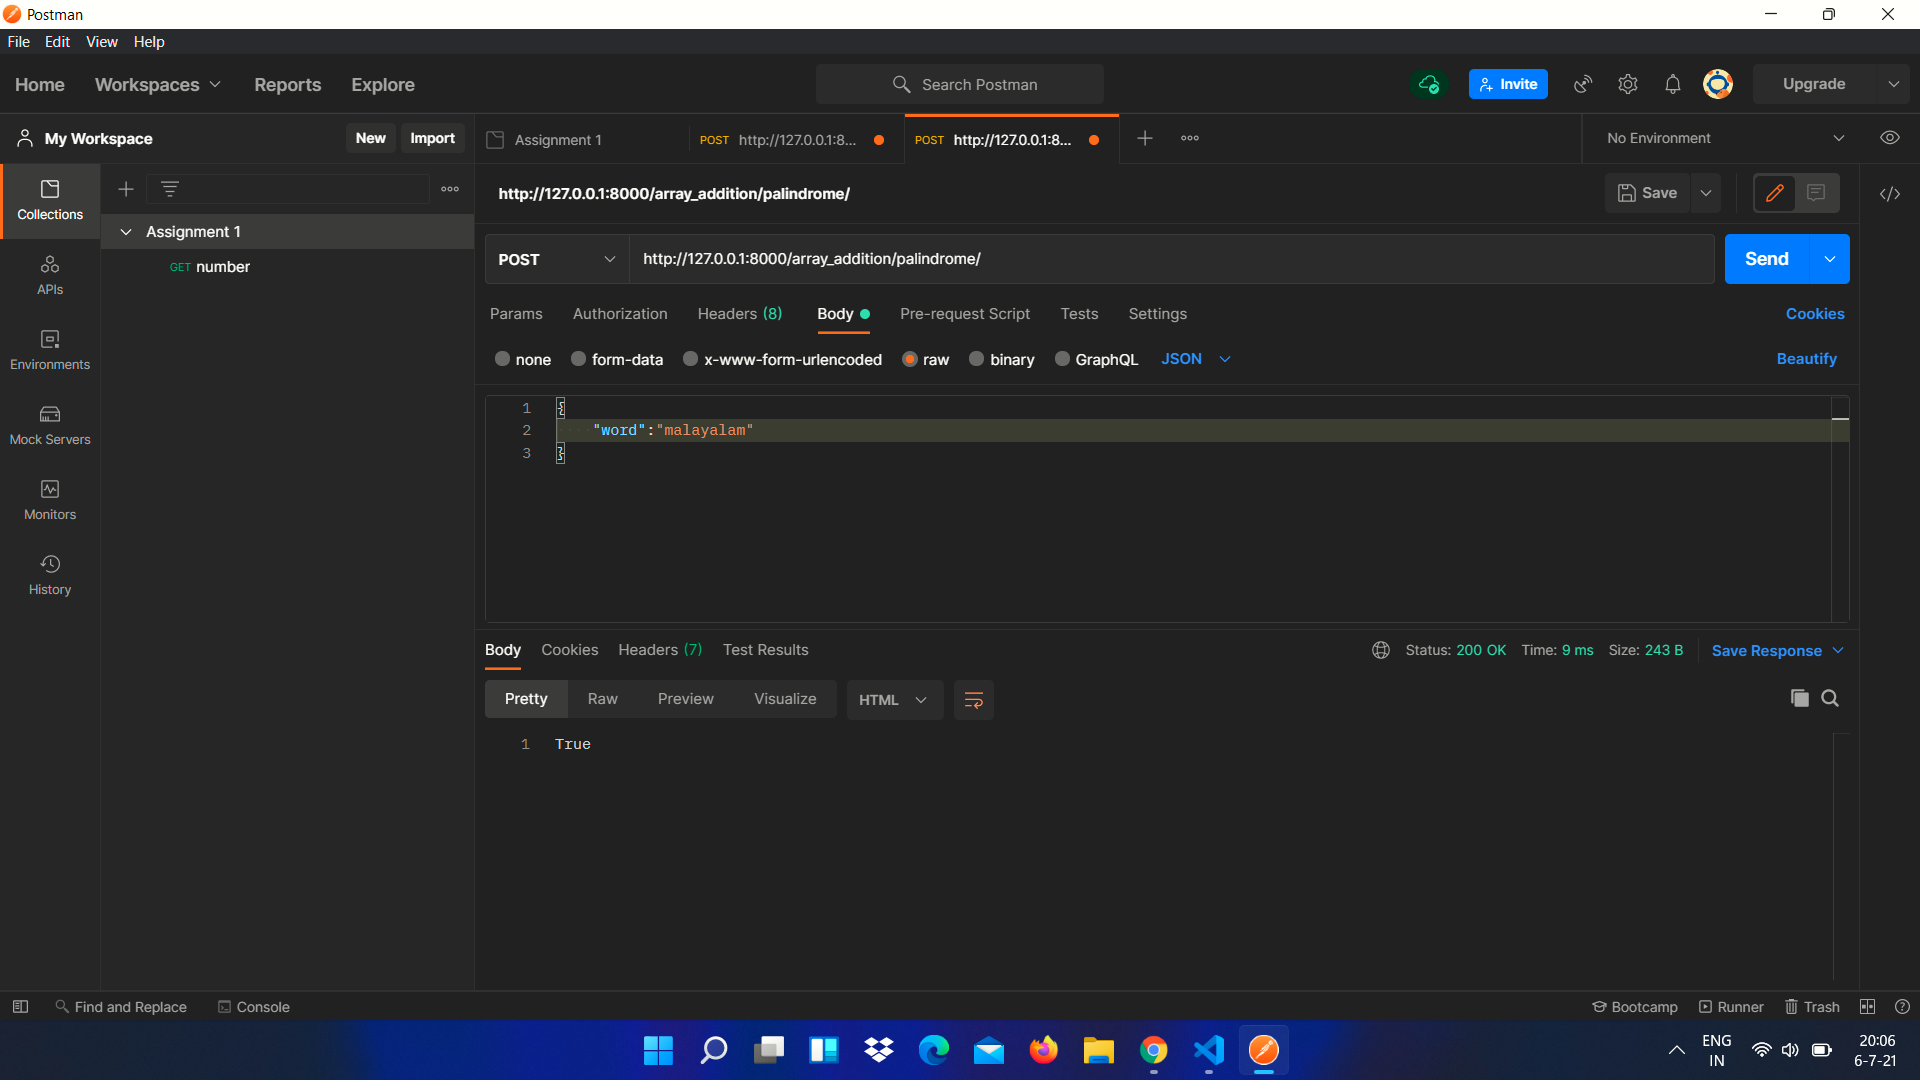 Postman
File Edit View Help
Home Workspaces Reports Explore Search Postman Invite Upgrade
My Workspace New Import Assignment 1 POST http://127.0.0.1:8... POST http://127.0.0.1:8... No Environment
Collections
APIs
Environments
Mock Servers
Monitors
History
Assignment 1
GET number
http://127.0.0.1:8000/array_addition/palindrome/ Save
POST http://127.0.0.1:8000/array_addition/palindrome/ Send
Params Authorization Headers (8) Body Pre-request Script Tests Settings Cookies
none form-data x-www-form-urlencoded raw binary GraphQL JSON Beautify
1 {
2 "word":"malayalam"
3 }
Body Cookies Headers (7) Test Results Status: 200 OK Time: 9 ms Size: 243 B Save Response
Pretty Raw Preview Visualize HTML
1 True
Find and Replace Console Bootcamp Runner Trash
ENG
IN
20:06
6-7-21